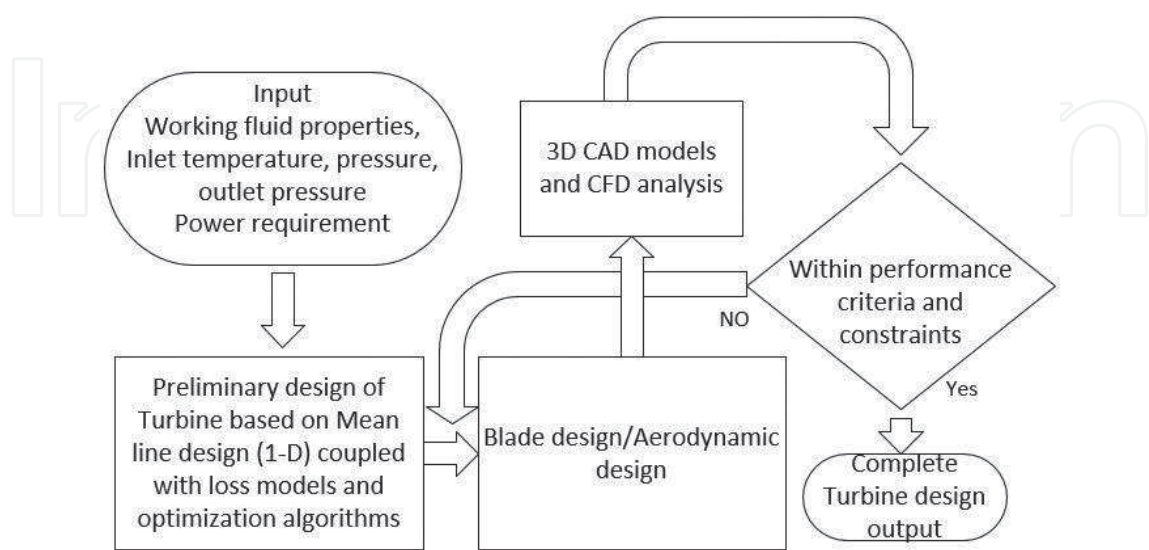 Input
Working fluid properties,
Inlet temperature, pressure,
outlet pressure
Power requirement
Preliminary design of
Turbine based on Mean
line design (1-D) coupled
with loss models and
optimization algorithms
Blade design/Aerodynamic
design
3D CAD models
and CFD analysis
Within performance
criteria and
constraints
NO
Yes
Complete
Turbine design
output